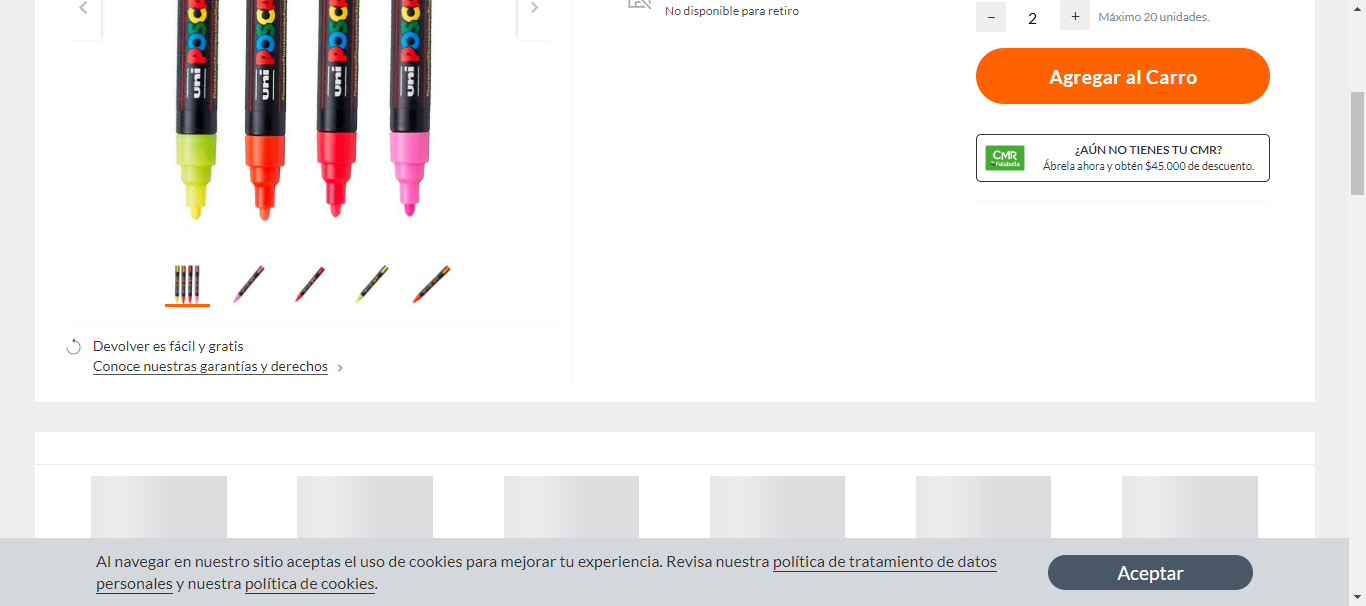 uni POSCA
uni POSCA
uni POSCA
uni POSCA
No disponible para retiro
− 2 + Máximo 20 unidades.
Agregar al Carro
CMR
Falabella
¿AÚN NO TIENES TU CMR?
Ábrela ahora y obtén $45.000 de descuento.
Devolver es fácil y gratis
Conoce nuestras garantías y derechos
Al navegar en nuestro sitio aceptas el uso de cookies para mejorar tu experiencia. Revisa nuestra política de tratamiento de datos
personales y nuestra política de cookies.
Aceptar